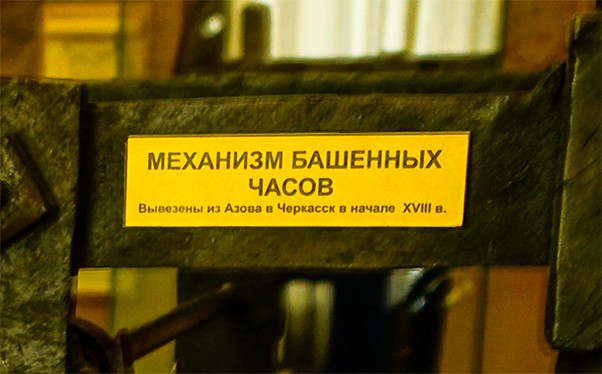 МЕХАНИЗМ БАШЕННЫХ
ЧАСОВ
Вывезены из Азова в Черкасск в начале XVIII в.